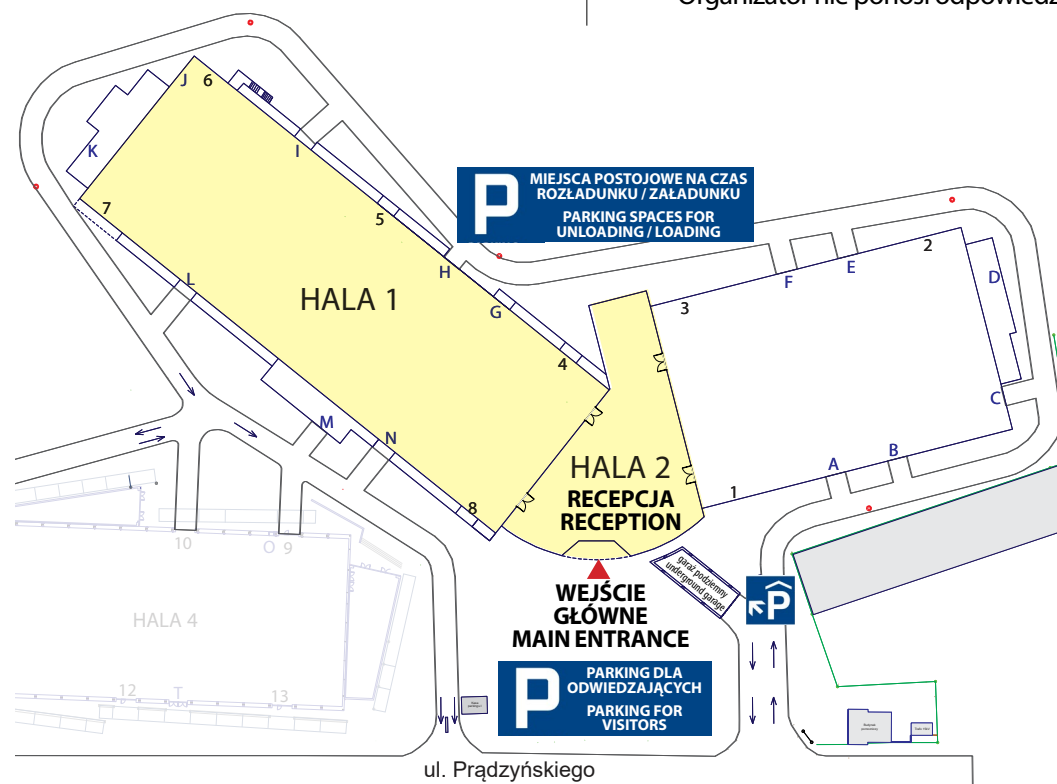 Organizator nie ponosi odpowiedz
J
6
K
I
7
5
P
MIEJSCA POSTOJOWE NA CZAS
ROZŁADUNKU / ZAŁADUNKU
PARKING SPACES FOR
UNLOADING / LOADING
L
HALA 1
H
G
4
3
F
E
2
D
C
M
N
8
HALA 2
RECEPCJA
RECEPTION
1
A
B
10
O 9
HALA 4
12
T
13
garaż podziemny
underground garage
P
WEJŚCIE
GŁÓWNE
MAIN ENTRANCE
P
PARKING DLA
ODWIEDZAJĄCYCH
PARKING FOR
VISITORS
ul. Prądzyńskiego